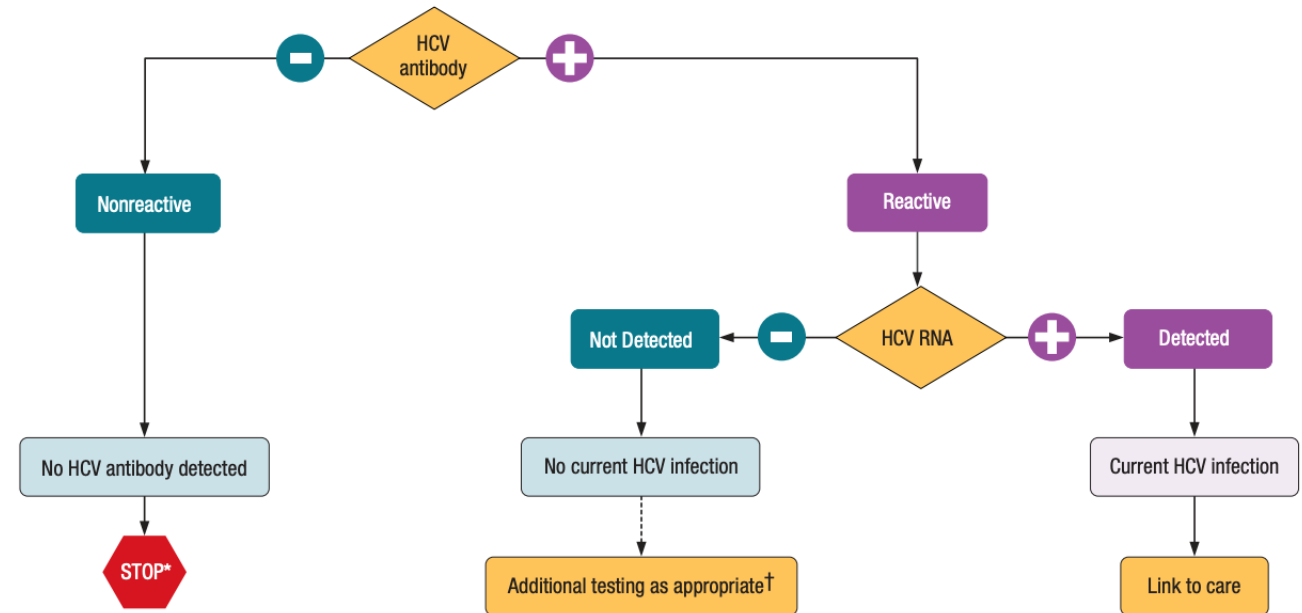 HCV
antibody
Nonreactive
Reactive
Not Detected
HCV RNA
Detected
No HCV antibody detected
No current HCV infection
Current HCV infection
STOP*
Additional testing as appropriate†
Link to care